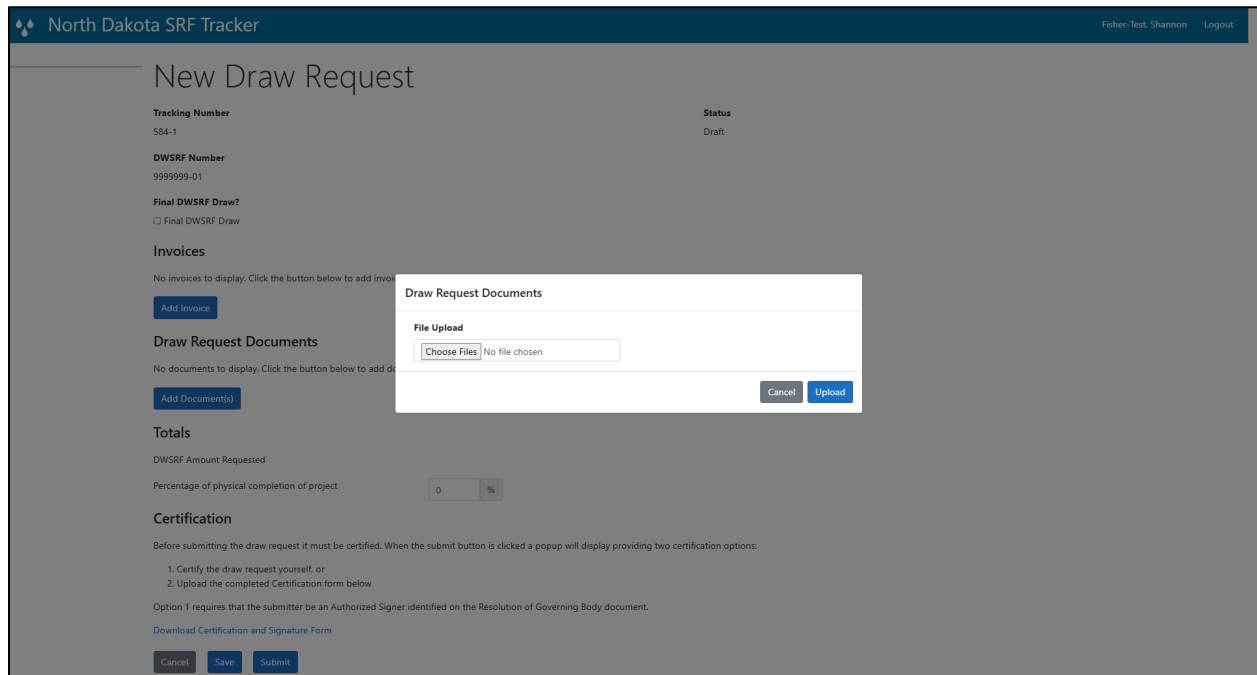 North Dakota SRF Tracker
Fisher-Test, Shannon Logout
New Draw Request
Tracking Number
584-1
Status
Draft
DWSRF Number
9999999-01
Final DWSRF Draw?
Final DWSRF Draw
Invoices
No invoices to display. Click the button below to add
Add Invoice
Draw Request Documents
No documents to display. Click the button below to add
Add Document(s)
Draw Request Documents
File Upload
Choose Files No file chosen
Cancel Upload
Totals
DWSRF Amount Requested
Percentage of physical completion of project 0 %
Certification
Before submitting the draw request it must be certified. When the submit button is clicked a popup will display providing two certification options:
1. Certify the draw request yourself, or
2. Upload the completed Certification form below
Option 1 requires that the submitter be an Authorized Signer identified on the Resolution of Governing Body document.
Download Certification and Signature Form
Cancel Save Submit